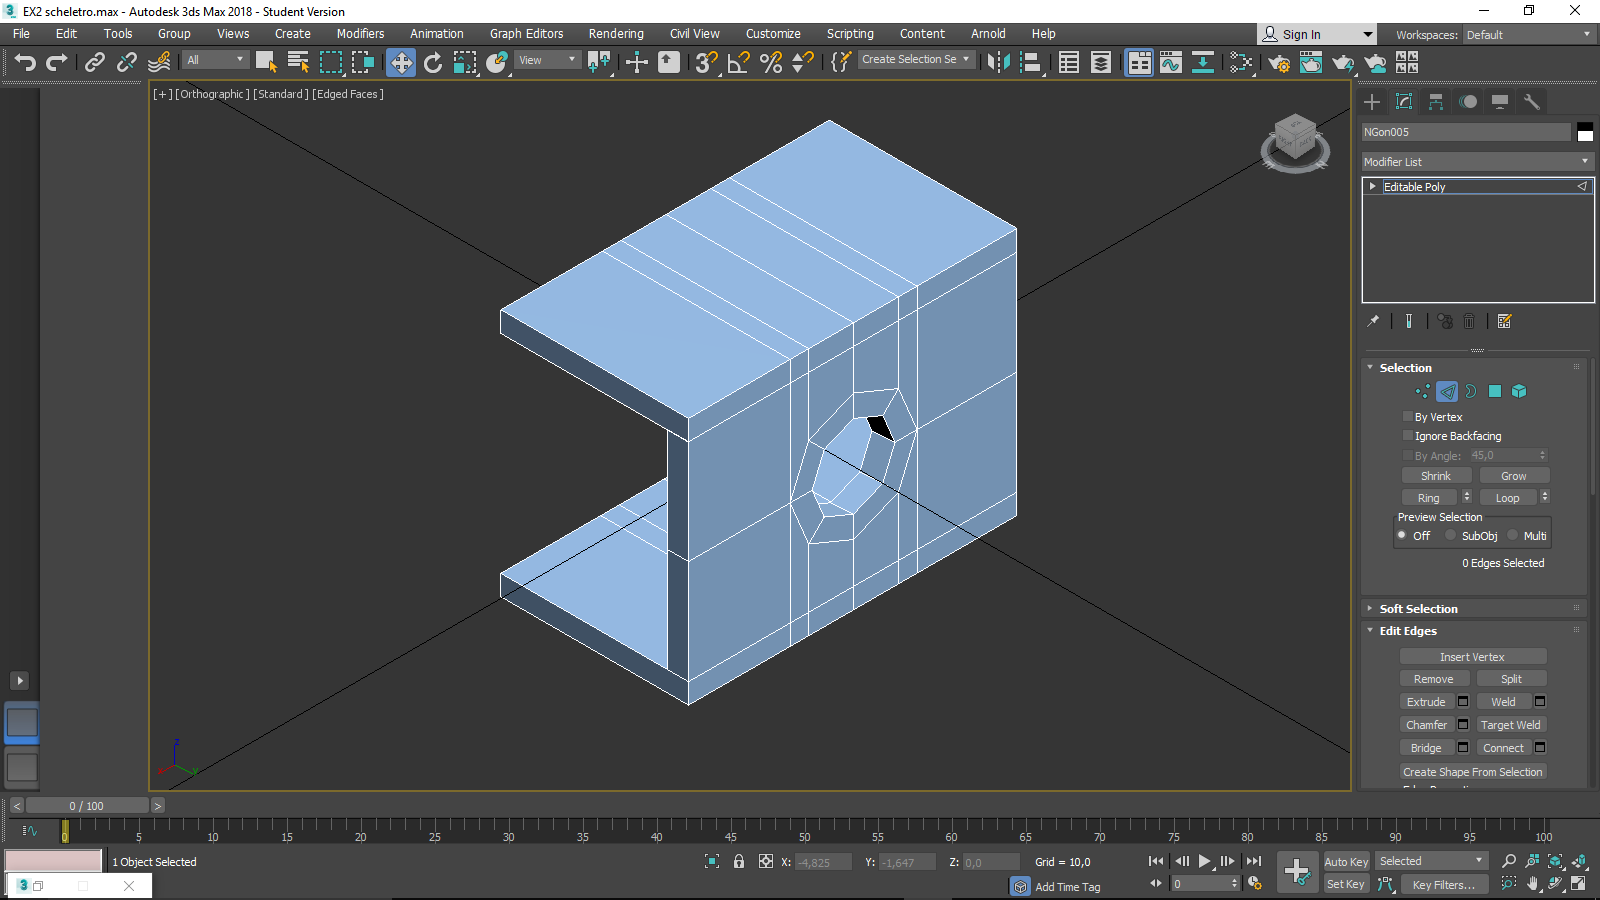 EX2 scheletro.max - Autodesk 3ds Max 2018 - Student Version
File Edit Tools Group Views Create Modifiers Animation Graph Editors Rendering Civil View Customize Scripting Content Arnold Help
Sign In
Workspaces: Default
All
View
Create Selection Se
[+] [Orthographic] [Standard] [Edged Faces]
NGon005
Modifier List
Editable Poly
Selection
By Vertex
Ignore Backfacing
By Angle: 45,0
Shrink Grow
Ring Loop
Preview Selection
Off SubObj Multi
0 Edges Selected
Soft Selection
Edit Edges
Insert Vertex
Remove Split
Extrude Weld
Chamfer Target Weld
Bridge Connect
Create Shape From Selection
z
y
< 0 / 100 >
0 5 10 15 20 25 30 35 40 45 50 55 60 65 70 75 80 85 90 95 100
1 Object Selected
X: -4,825 Y: -1,647 Z: 0,0 Grid = 10,0
Add Time Tag
0
Auto Key Selected
Set Key Key Filters...
3